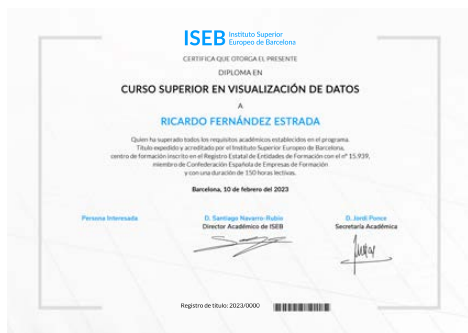 ISEB Instituto Superior
Europeo de Barcelona
CERTIFICA QUE OTORGA EL PRESENTE
DIPLOMA EN
CURSO SUPERIOR EN VISUALIZACIÓN DE DATOS
A
RICARDO FERNÁNDEZ ESTRADA
Quien ha superado todos los requisitos académicos establecidos en el programa.
Título expedido y acreditado por el Instituto Superior Europeo de Barcelona,
centro de formación inscrito en el Registro Estatal de Entidades de Formación con el nº 15.939,
miembro de Confederación Española de Empresas de Formación
y con una duración de 150 horas lectivas.
Barcelona, 10 de febrero del 2023
Persona Interesada
D. Santiago Navarro-Rubio
Director Académico de ISEB
D. Jordi Ponce
Secretaría Académica
Registro de título: 2023/0000